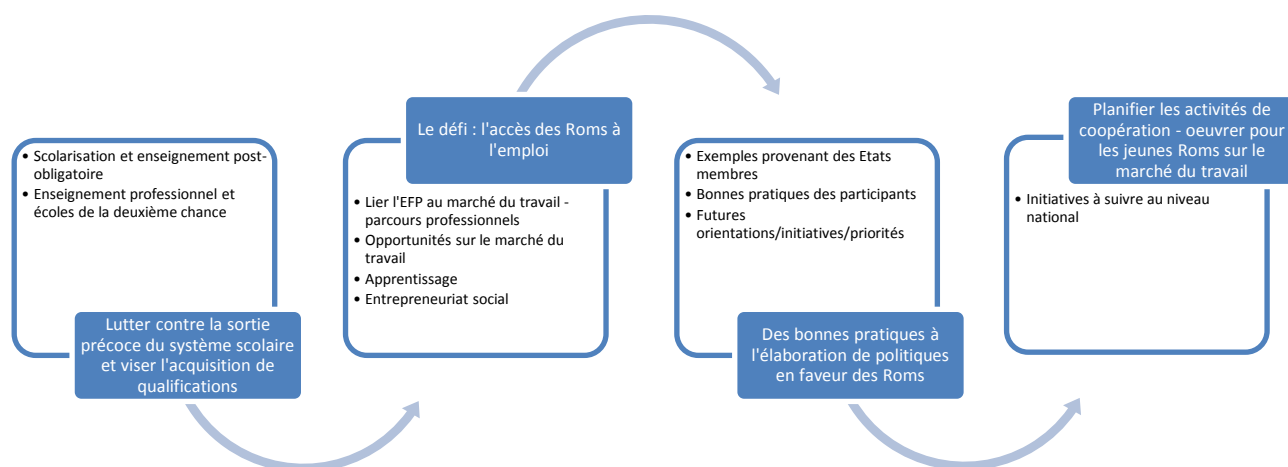 • Scolarisation et enseignement post-
obligatoire
• Enseignement professionnel et
écoles de la deuxième chance
Lutter contre la sortie
précoce du système scolaire
et viser l'acquisition de
qualifications
Le défi : l'accès des Roms à
l'emploi
• Lier l'EFP au marché du travail -
parcours professionnels
• Opportunités sur le marché du
travail
• Apprentissage
• Entrepreneuriat social
• Exemples provenant des Etats
membres
• Bonnes pratiques des participants
• Futures
orientations/initiatives/priorités
Des bonnes pratiques à
l'élaboration de politiques
en faveur des Roms
Planifier les activités de
coopération - oeuvrer pour
les jeunes Roms sur le
marché du travail
• Initiatives à suivre au niveau
national